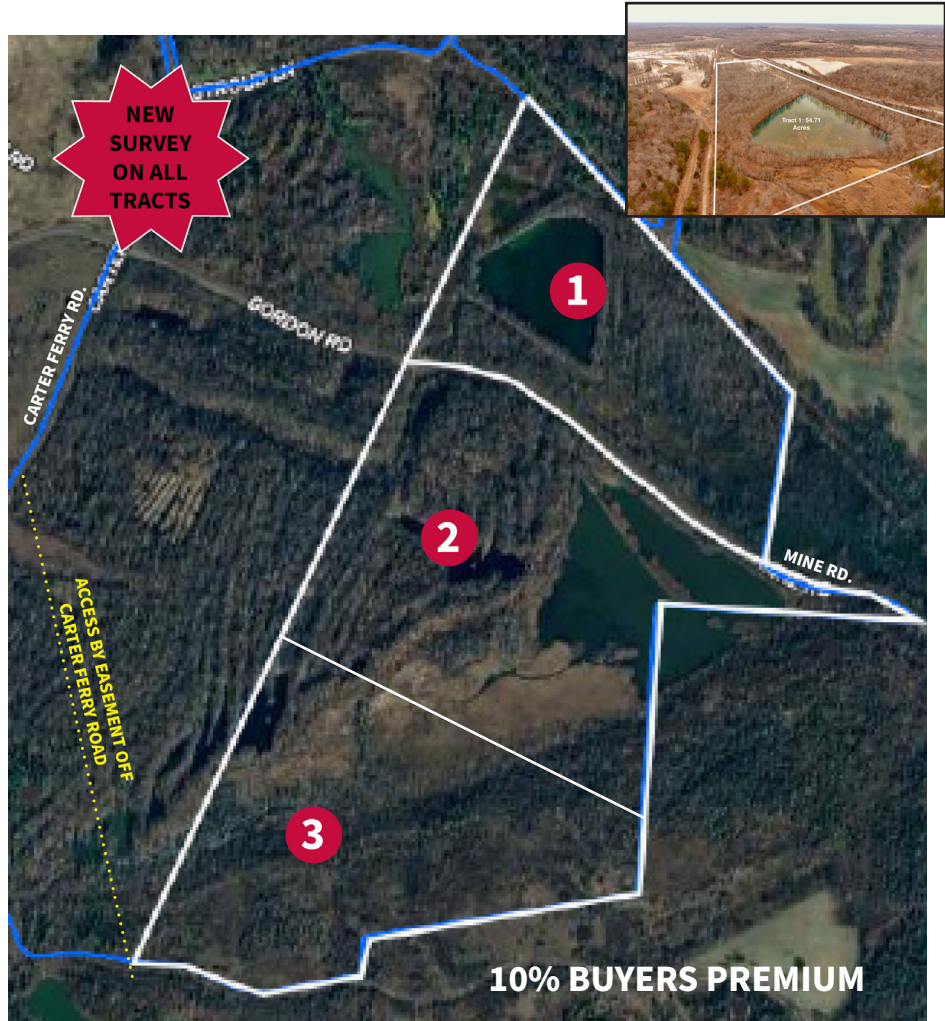 Tract 1: 54.71
Acres
NEW
SURVEY
ON ALL
TRACTS
1
GORDON RD
CARTER FERRY RD.
2
MINE RD.
ACCESS BY EASEMENT OFF
CARTER FERRY ROAD
3
10% BUYERS PREMIUM